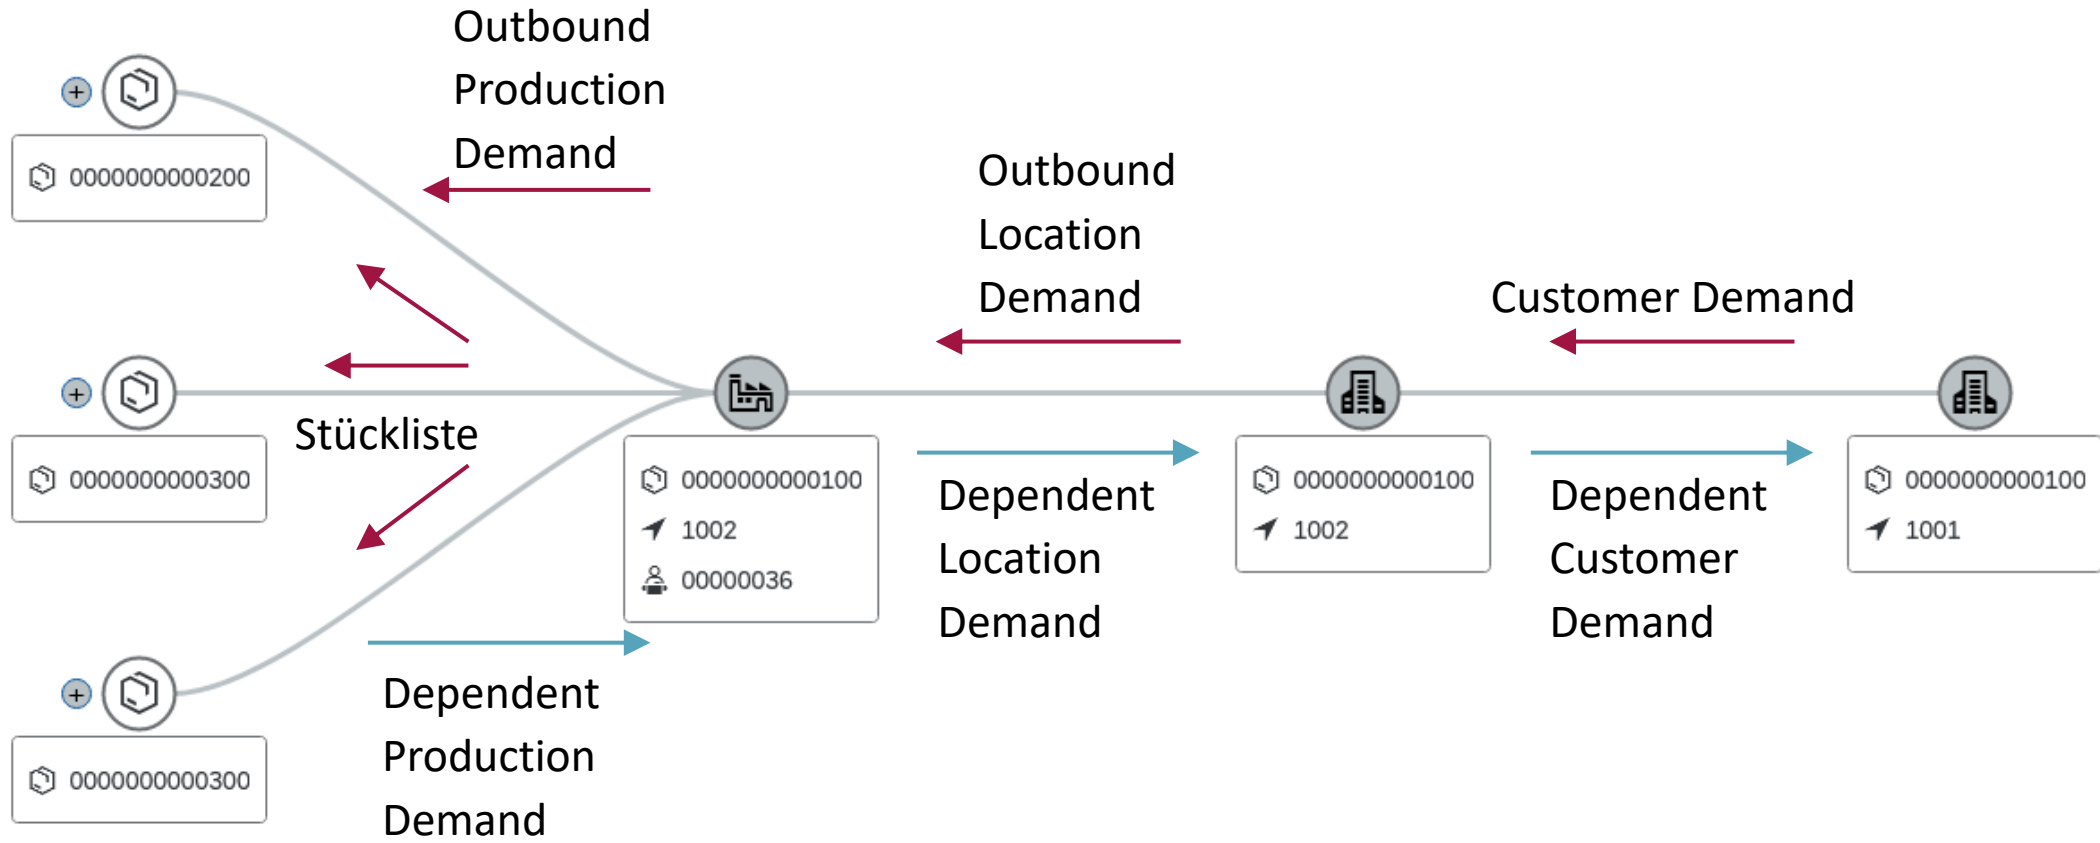 Outbound
Production
Demand
0000000000200
Outbound
Location
Demand
Customer Demand
Stückliste
0000000000300
0000000000100
1002
00000036
Dependent
Location
Demand
0000000000100
1002
Dependent
Customer
Demand
0000000000100
1001
Dependent
Production
Demand
0000000000300